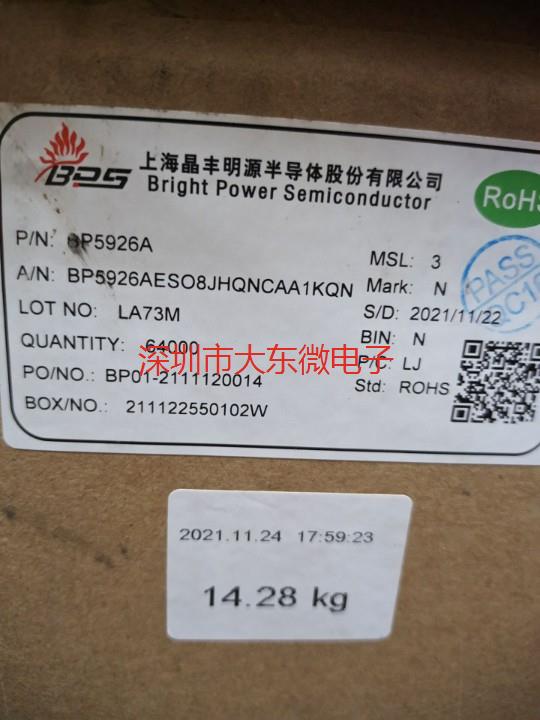 BPS
上海晶丰明源半导体股份有限公司
Bright Power Semiconductor
RoHS
P/N: BP5926A
MSL: 3
A/N: BP5926AESO8JHQNCAA1KQN
Mark: N
PASS
LOT NO: LA73M
S/D: 2021/11/22
QUANTITY: 64000
BIN: N
深圳市大东微电子
P/C: LJ
PO/NO.: BP01-2111120014
Std: ROHS
BOX/NO.: 211122550102W
2021.11.24 17:59:23
14.28 kg